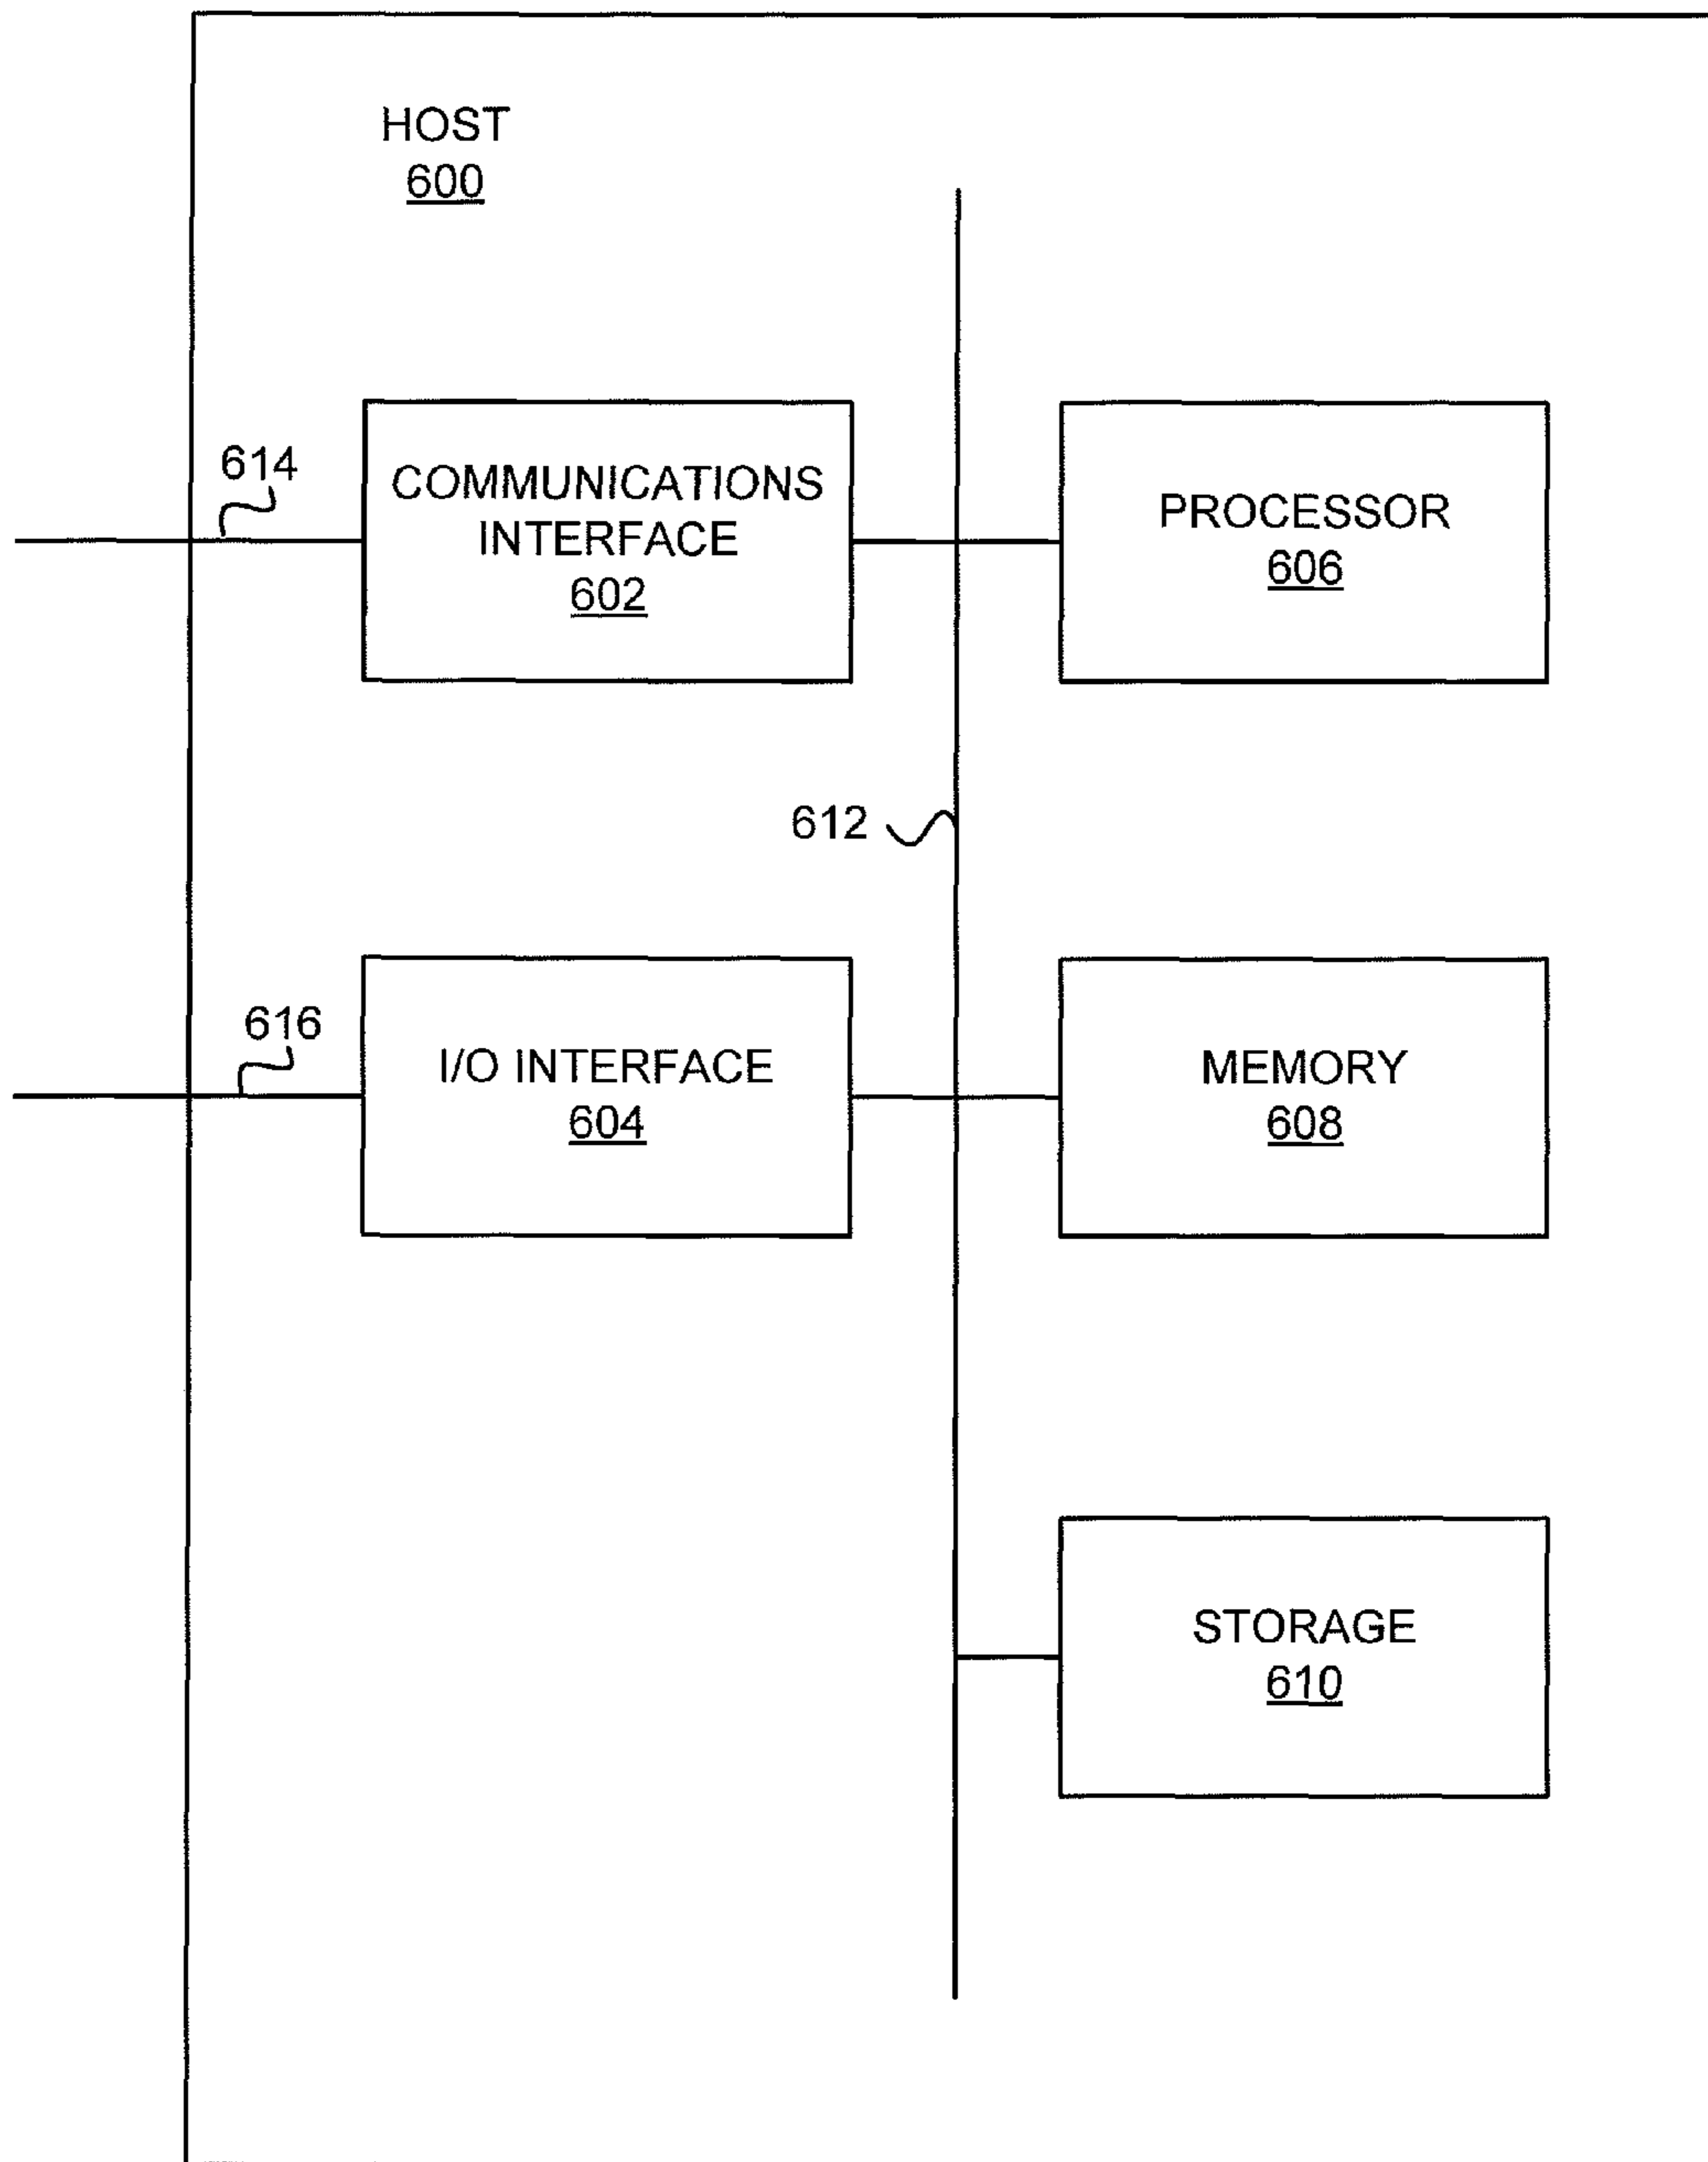 HOST
600
614
COMMUNICATIONS
INTERFACE
602
PROCESSOR
606
612
616
I/O INTERFACE
604
MEMORY
608
STORAGE
610